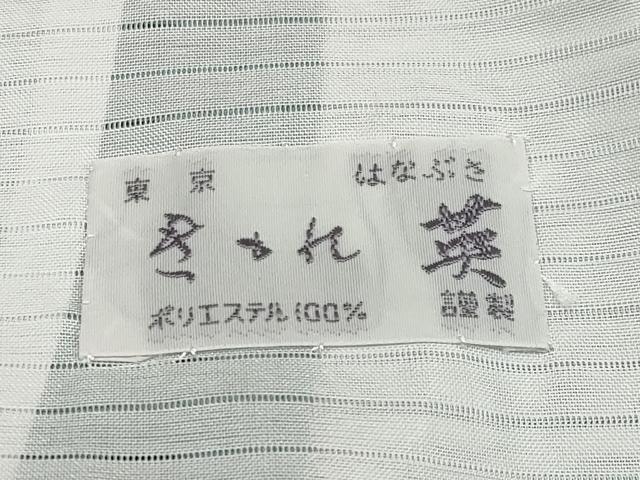 東京 はなぶさ
英
ポリエステル100% 謹製